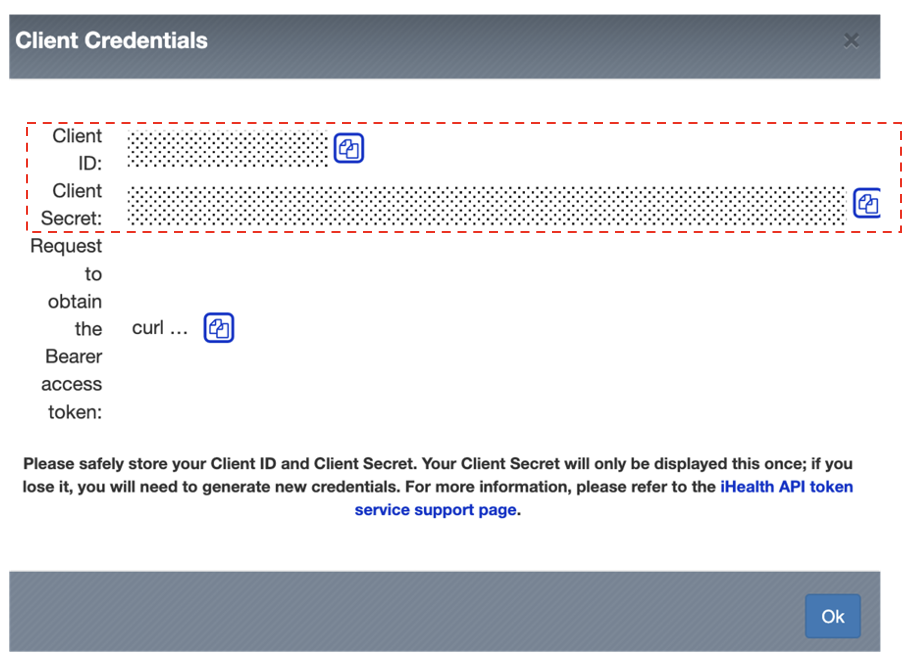 Client Credentials
Client
ID:
Client
Secret:
Request
to
obtain
the
Bearer
access
token:
curl ...
Please safely store your Client ID and Client Secret. Your Client Secret will only be displayed this once; if you
lose it, you will need to generate new credentials. For more information, please refer to the iHealth API token
service support page.
Ok